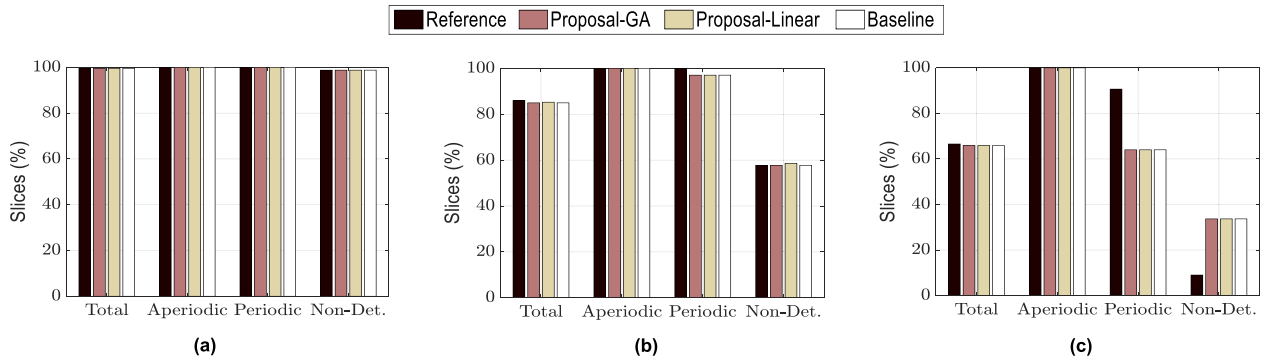 Reference Proposal-GA Proposal-Linear Baseline
Slices (%)
100
80
60
40
20
0
Total Aperiodic Periodic Non-Det.
(a)
Slices (%)
100
80
60
40
20
0
Total Aperiodic Periodic Non-Det.
(b)
Slices (%)
100
80
60
40
20
0
Total Aperiodic Periodic Non-Det.
(c)